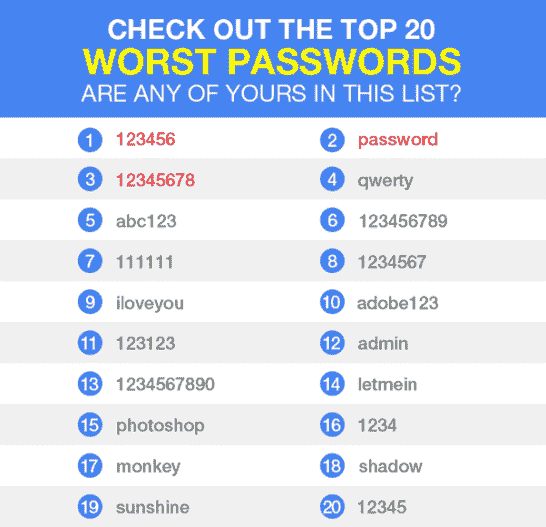 CHECK OUT THE TOP 20
WORST PASSWORDS
ARE ANY OF YOURS IN THIS LIST?
1 123456 2 password
3 12345678 4 qwerty
5 abc123 6 123456789
7 111111 8 1234567
9 iloveyou 10 adobe123
11 123123 12 admin
13 1234567890 14 letmein
15 photoshop 16 1234
17 monkey 18 shadow
19 sunshine 20 12345